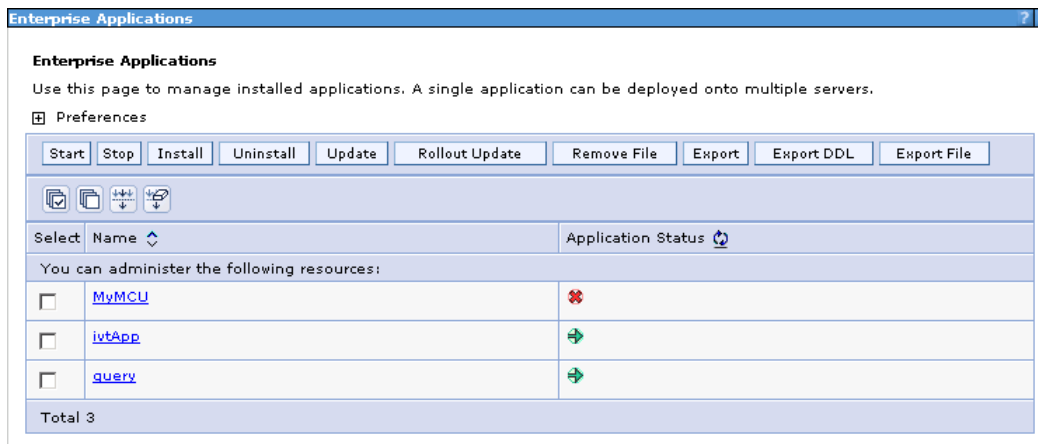 Enterprise Applications ?
Enterprise Applications
Use this page to manage installed applications. A single application can be deployed onto multiple servers.
Preferences
Start Stop Install Uninstall Update Rollout Update Remove File Export Export DDL Export File
Select Name Application Status
You can administer the following resources:
MyMCU
ivtApp
query
Total 3